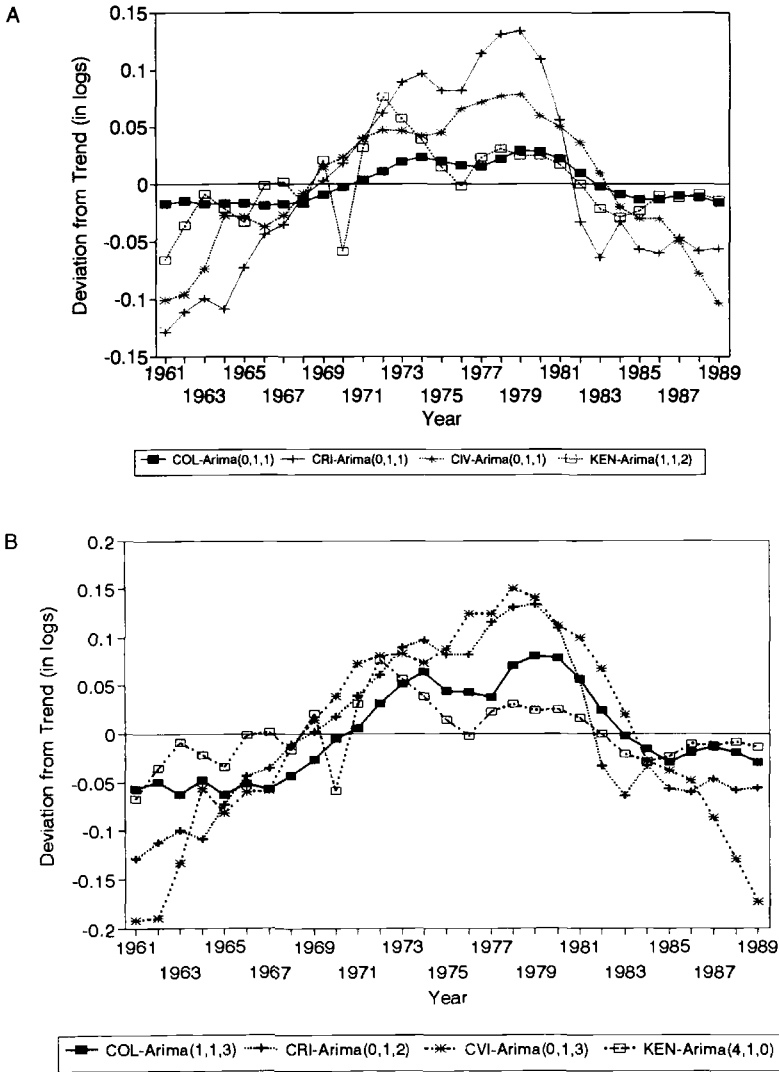 A
Deviation from Trend (in logs)
0.15
0.1
0.05
0
-0.05
-0.1
-0.15
1961 1965 1969 1973 1977 1981 1985 1989
1963 1967 1971 1975 1979 1983 1987
Year
COL-Arima(0,1,1) CRI-Arima(0,1,1) CIV-Arima(0,1,1) KEN-Arima(1,1,2)
B
Deviation from Trend (in logs)
0.2
0.15
0.1
0.05
0
-0.05
-0.1
-0.15
-0.2
1961 1965 1969 1973 1977 1981 1985 1989
1963 1967 1971 1975 1979 1983 1987
Year
COL-Arima(1,1,3) CRI-Arima(0,1,2) CVI-Arima(0,1,3) KEN-Arima(4,1,0)